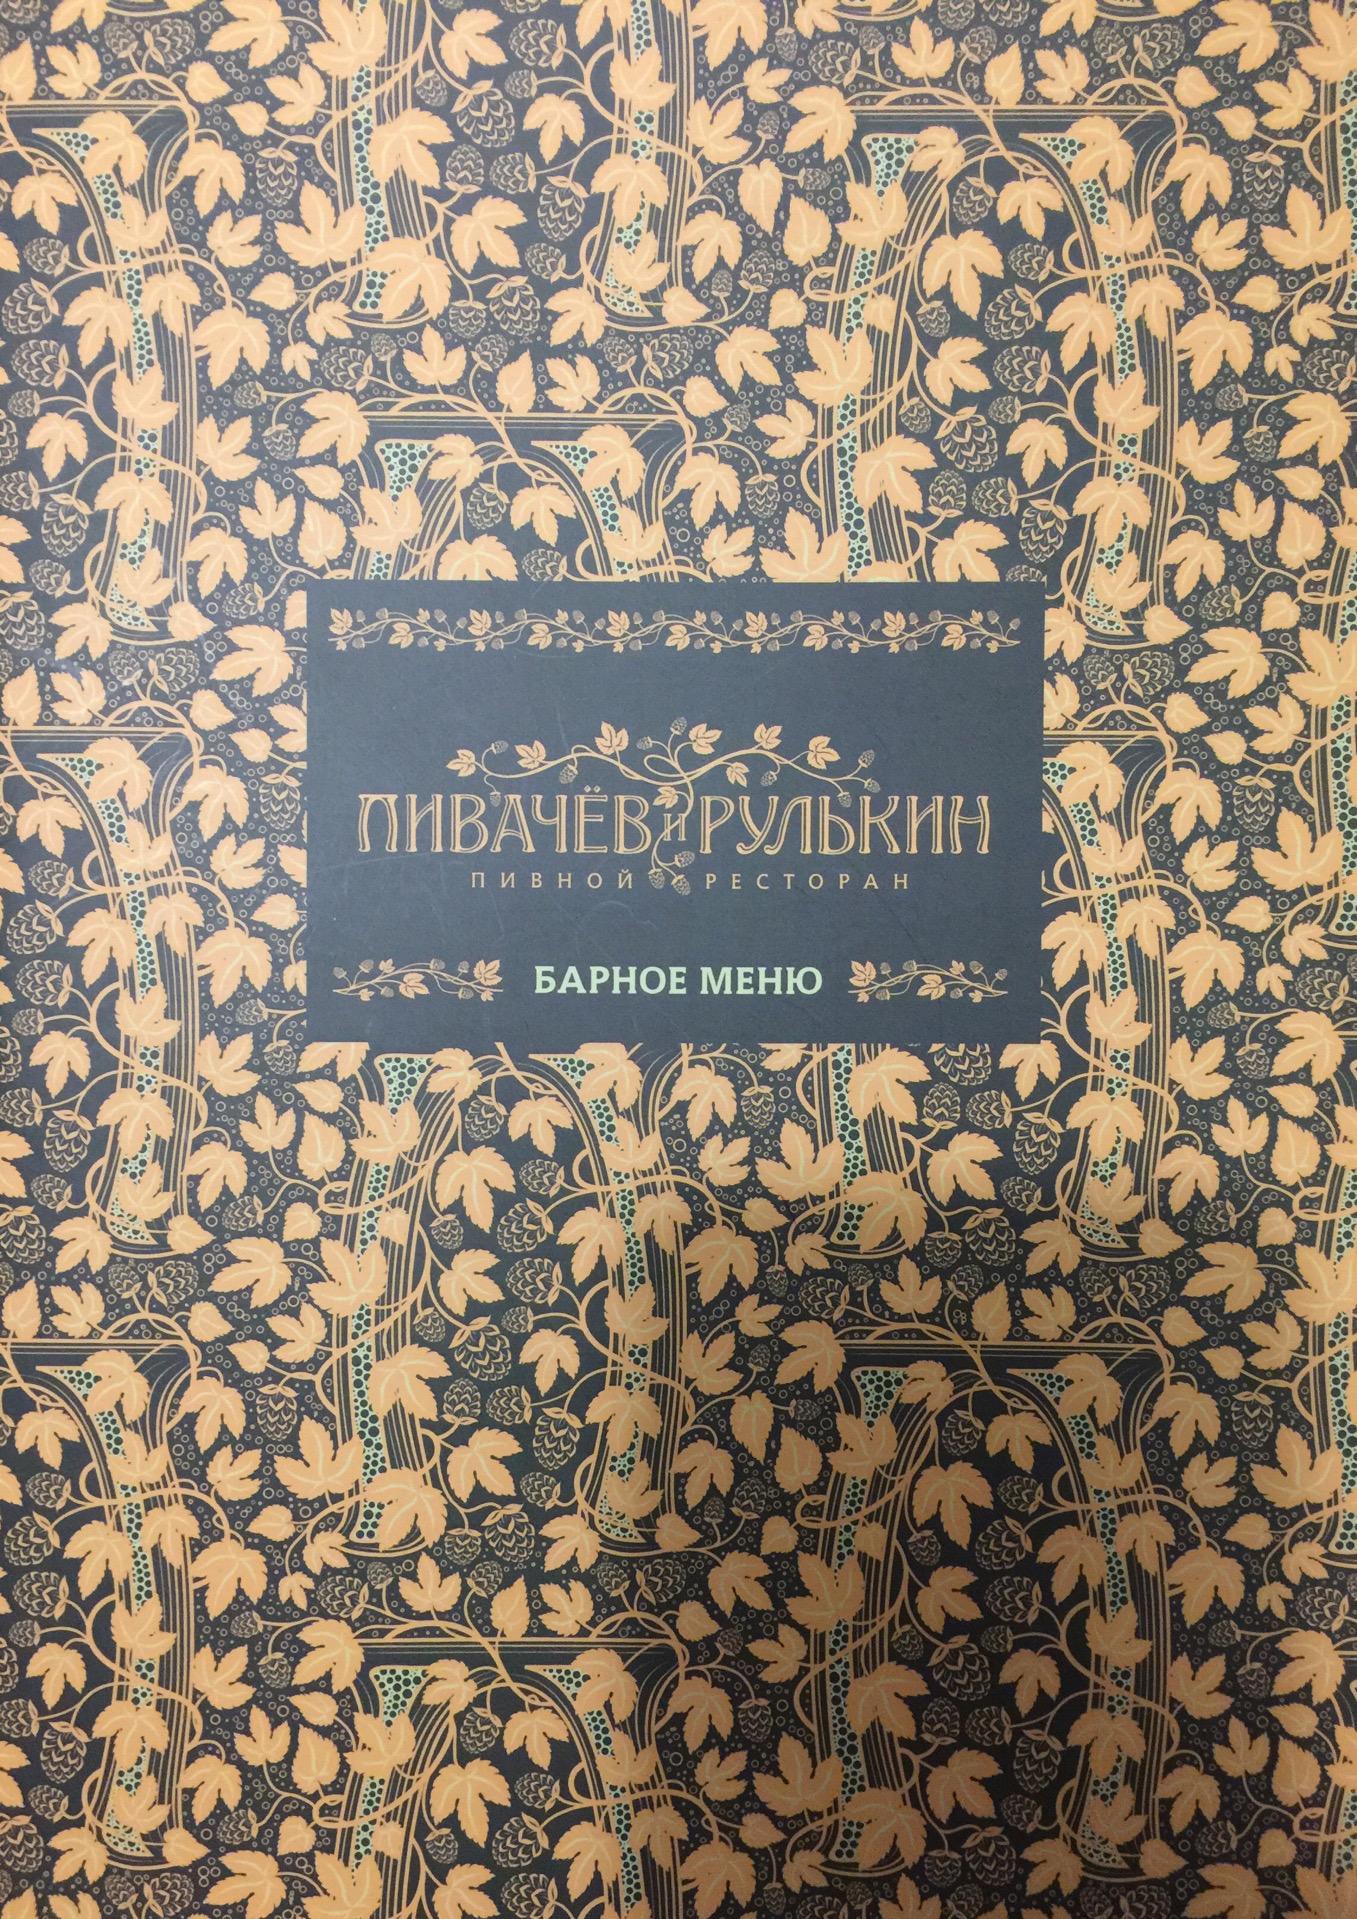 ПИВАЧЁВ И РУЛЬКИН
ПИВНОЙ РЕСТОРАН
БАРНОЕ МЕНЮ